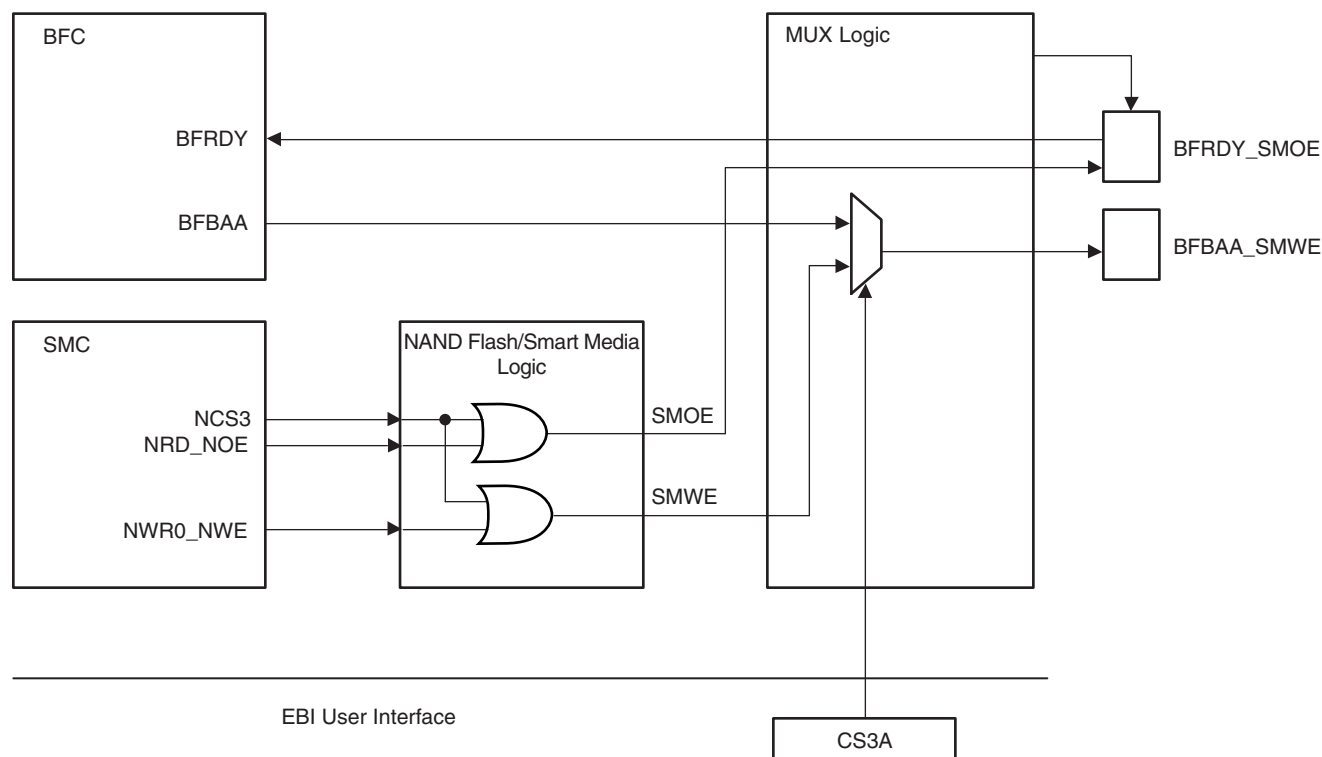 BFC
MUX Logic
BFRDY
BFRDY_SMOE
BFBAA
BFBAA_SMWE
SMC
NAND Flash/Smart Media
Logic
NCS3
SMOE
NRD_NOE
SMWE
NWR0_NWE
EBI User Interface
CS3A